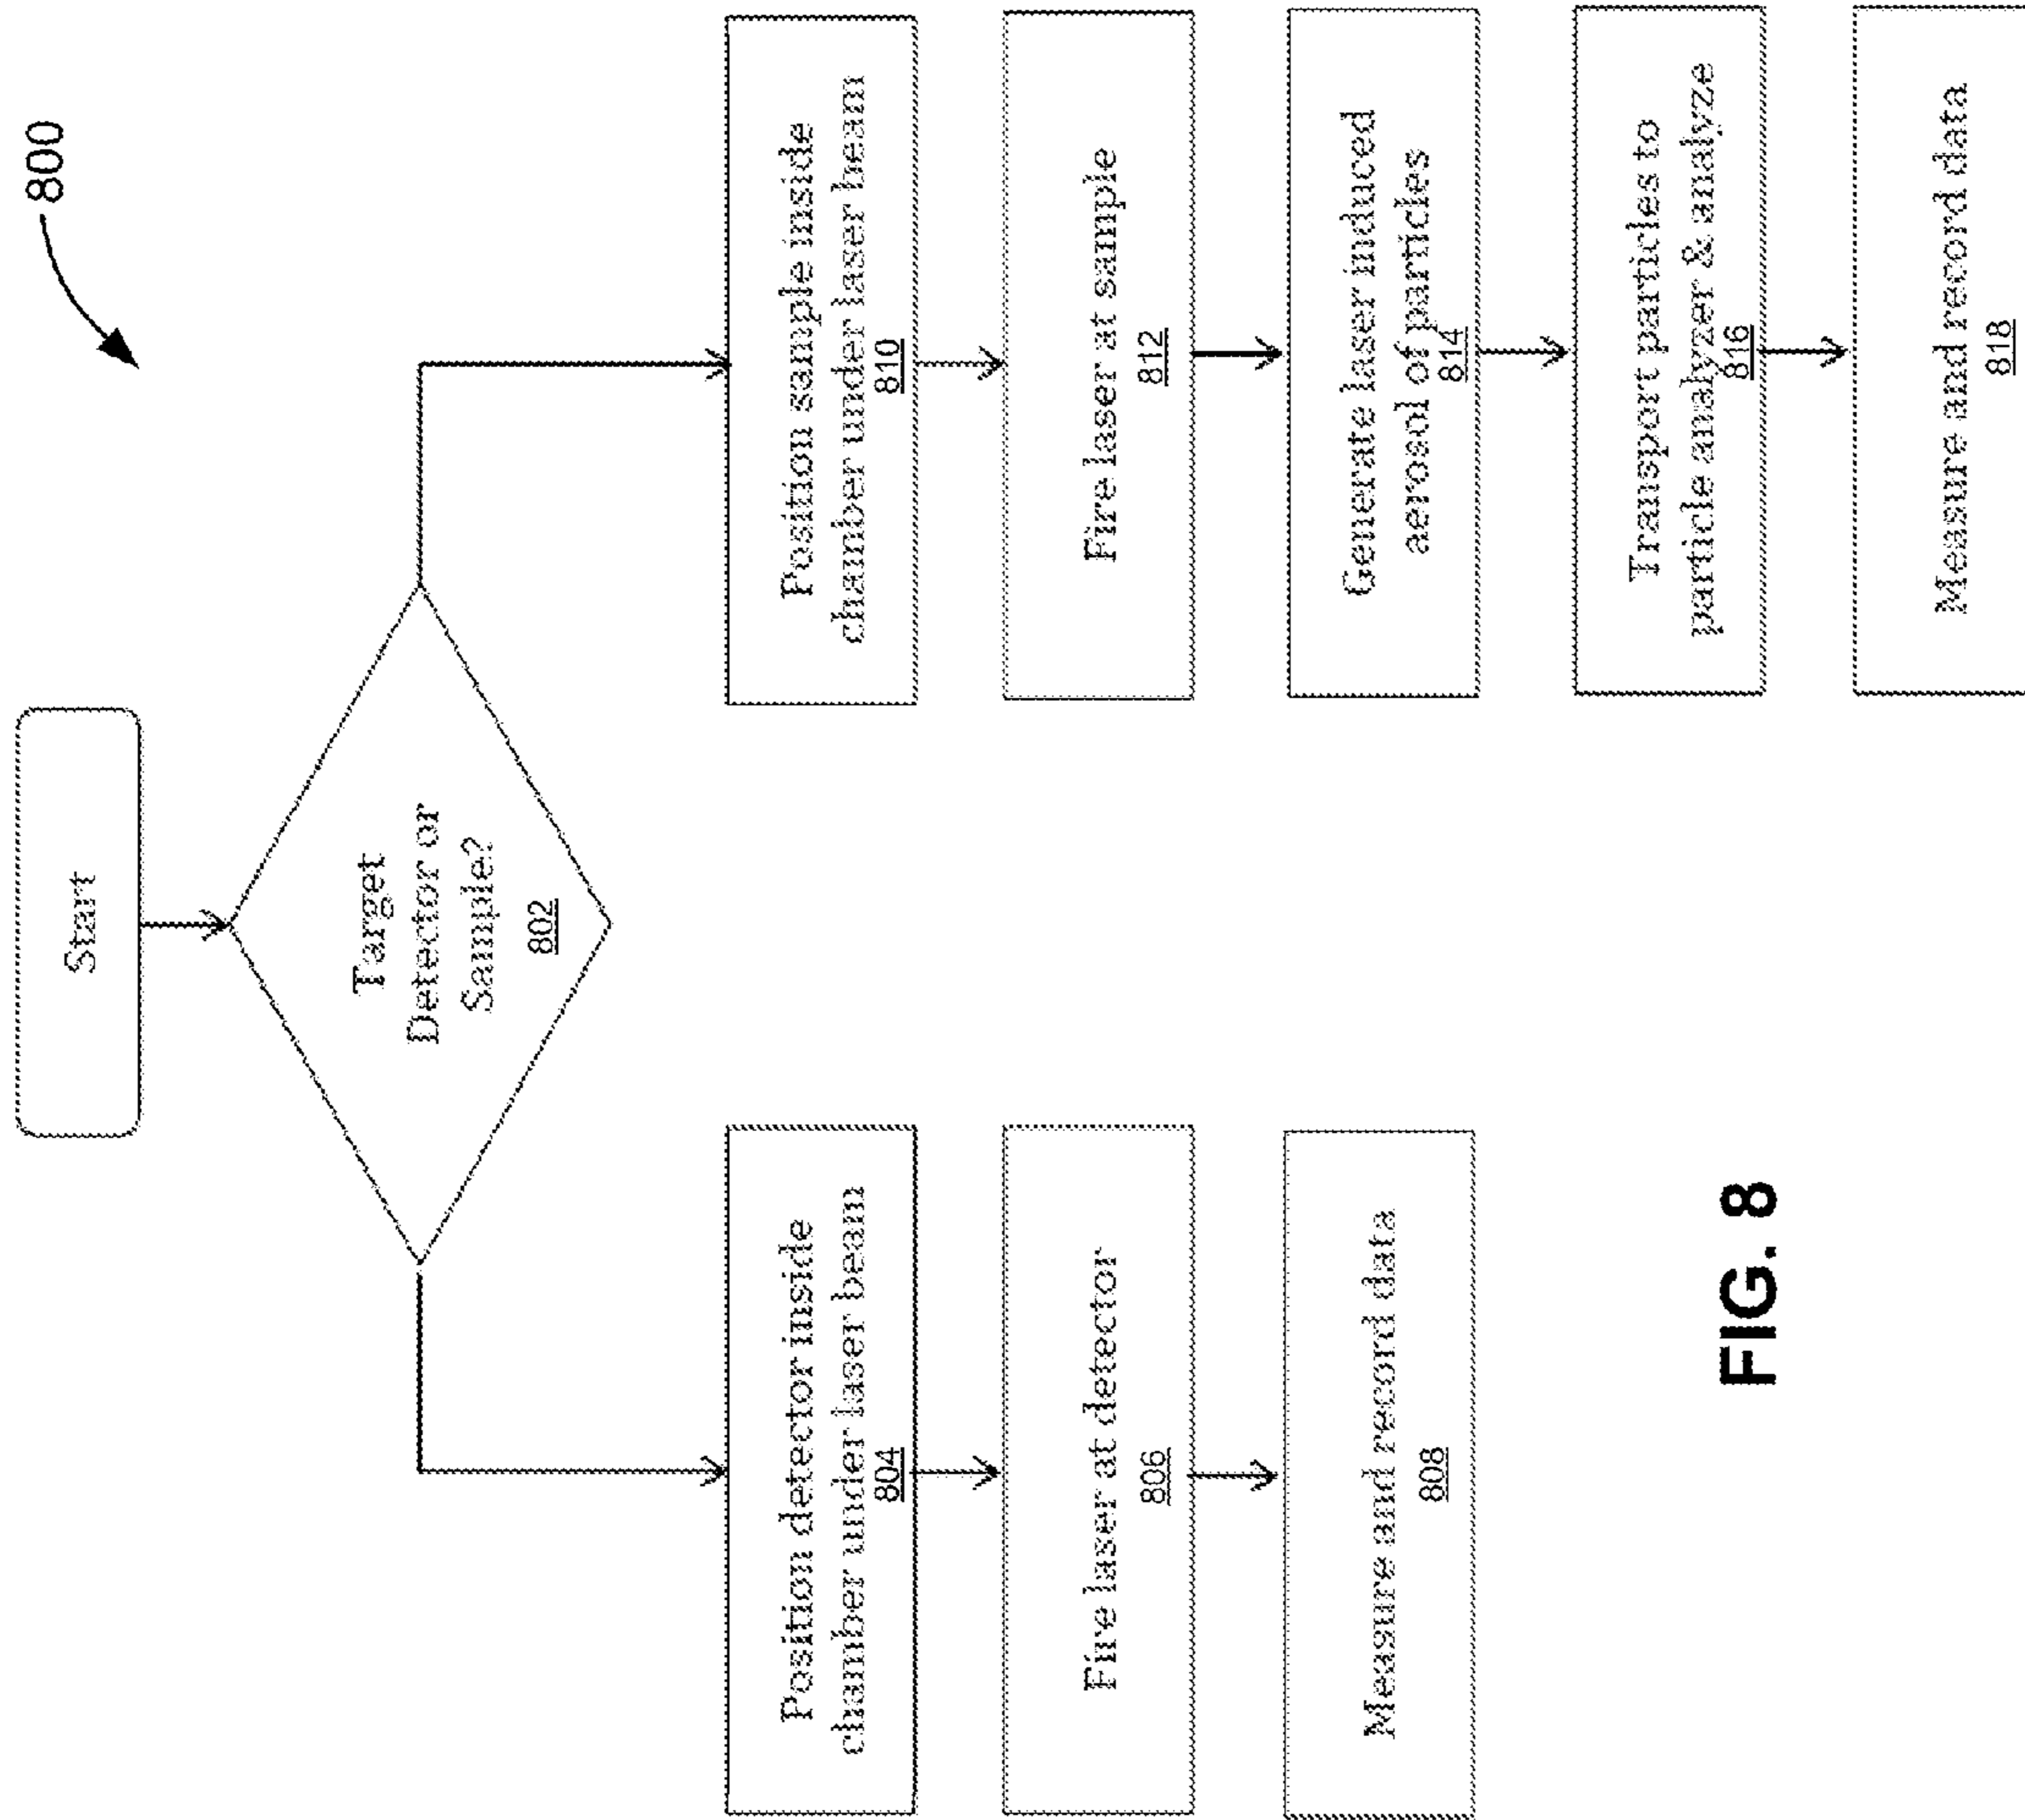 800
Start
Target
Detector or
Sample?
802
Position detector inside
chamber under laser beam
804
Fire laser at detector
806
Measure and record data
808
Position sample inside
chamber under laser beam
810
Fire laser at sample
812
Generate laser induced
aerosol of particles
814
Transport particles to
particle analyzer & analyze
816
Measure and record data
818
FIG. 8